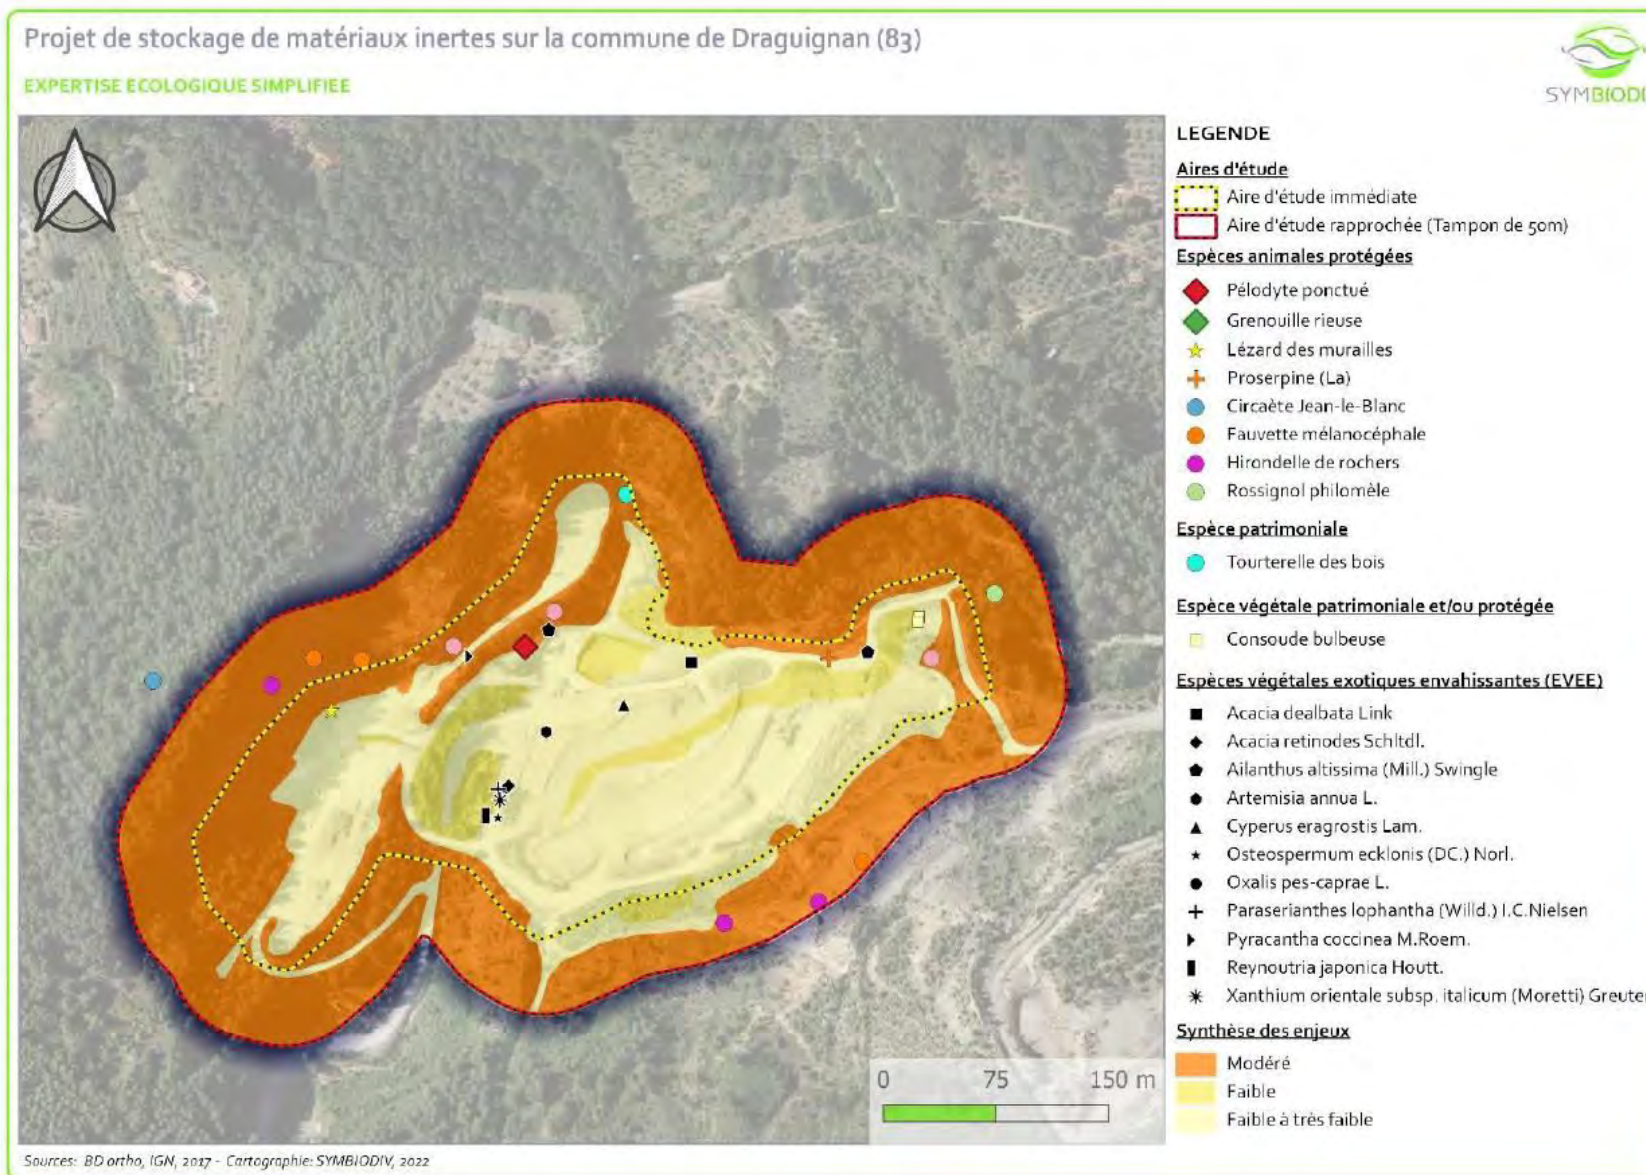 Projet de stockage de matériaux inertes sur la commune de Draguignan (83)
EXPERTISE ECOLOGIQUE SIMPLIFIEE
SYMBIODI
LEGENDE
Aires d'étude
Aire d'étude immédiate
Aire d'étude rapprochée (Tampon de 50m)
Espèces animales protégées
Pélodyte ponctué
Grenouille rieuse
Lézard des murailles
Proserpine (La)
Circaète Jean-le-Blanc
Fauvette mélanocéphale
Hirondelle de rochers
Rossignol philomèle
Espèce patrimoniale
Tourterelle des bois
Espèce végétale patrimoniale et/ou protégée
Consoude bulbeuse
Espèces végétales exotiques envahissantes (EVEE)
Acacia dealbata Link
Acacia retinodes Schltdl.
Ailanthus altissima (Mill.) Swingle
Artemisia annua L.
Cyperus eragrostis Lam.
Osteospermum ecklonis (DC.) Norl.
Oxalis pes-caprae L.
Paraserianthes lophantha (Willd.) I.C.Nielsen
Pyracantha coccinea M.Roem.
Reynoutria japonica Houtt.
Xanthium orientale subsp. italicum (Moretti) Greuter
Synthèse des enjeux
Modéré
Faible
Faible à très faible
0 75 150 m
Sources: BD ortho, IGN, 2017 - Cartographie: SYMBIODIV, 2022